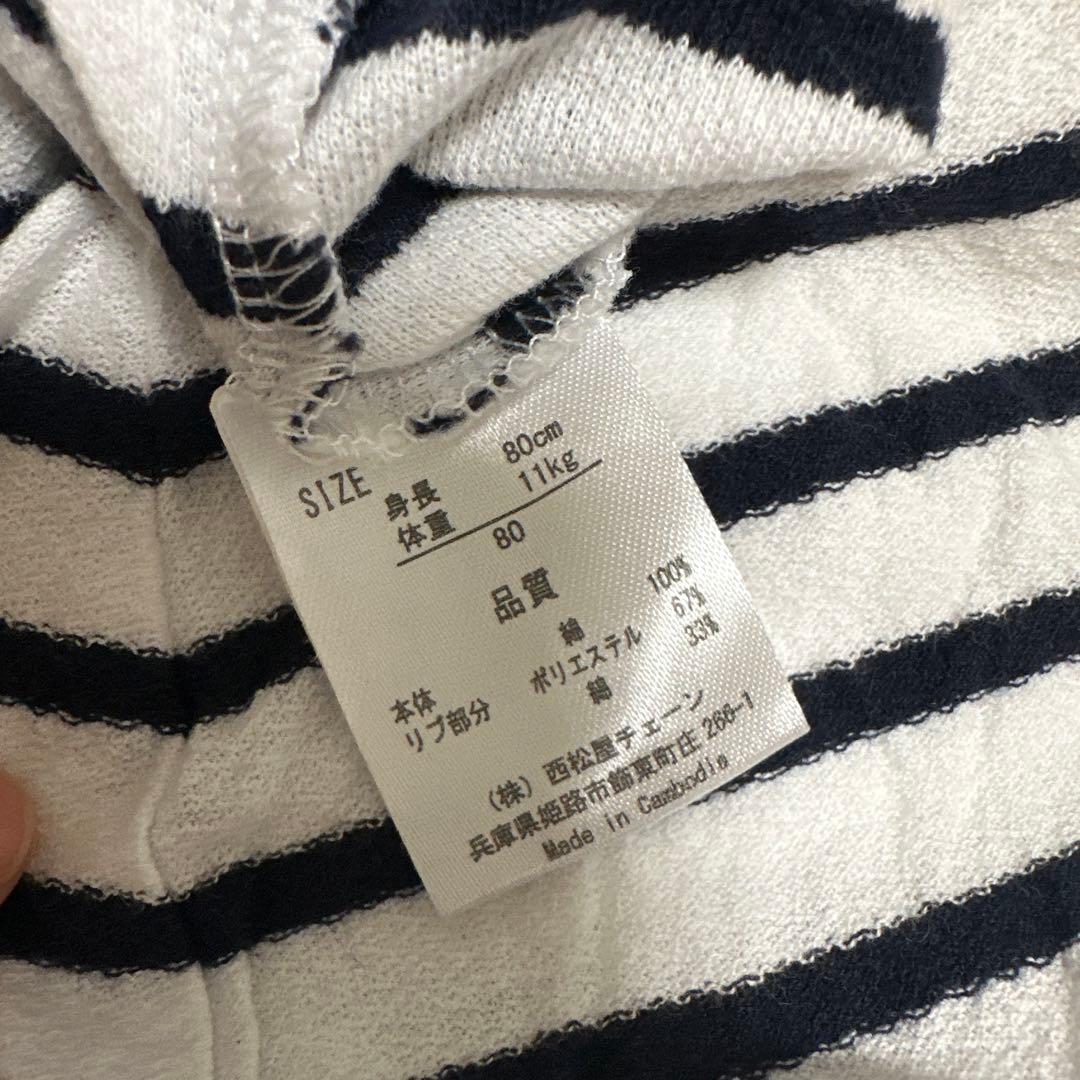 SIZE
身長 80cm
体重 11kg
80
品質
本体 綿 100%
リブ部分 ポリエステル 67%
綿 33%
(株) 西松屋チェーン
兵庫県姫路市飾東町庄 266-1
Made in Cambodia